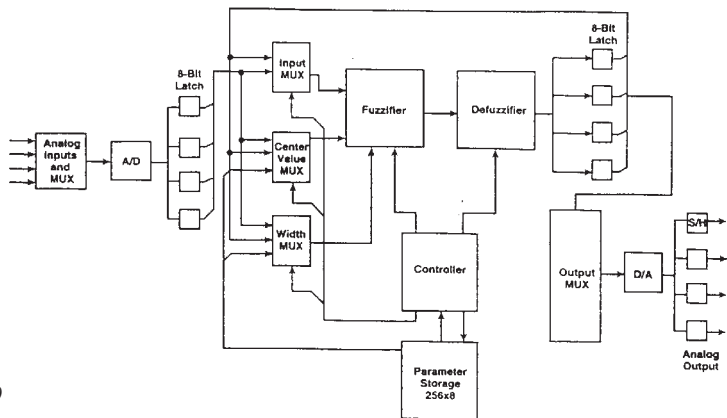 8-Bit
Latch
Input
MUX
Fuzzifier
Defuzzifier
8-Bit
Latch
Analog
Inputs
and
MUX
A/D
Center
Value
MUX
Width
MUX
Controller
Output
MUX
D/A
S/H
Analog
Output
Parameter
Storage
256x8
)